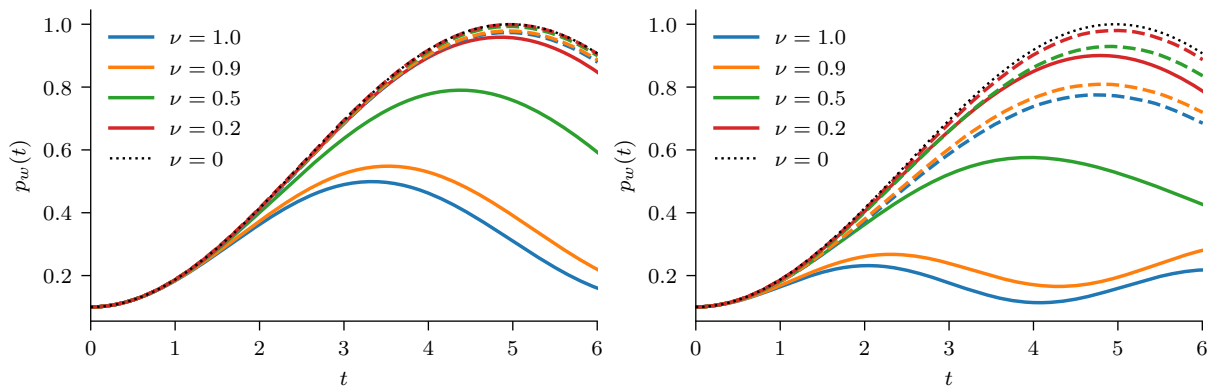 1.0
0.8
0.6
0.4
0.2
p_w(t)
ν = 1.0
ν = 0.9
ν = 0.5
ν = 0.2
ν = 0
0 1 2 3 4 5 6
t
1.0
0.8
0.6
0.4
0.2
p_w(t)
ν = 1.0
ν = 0.9
ν = 0.5
ν = 0.2
ν = 0
0 1 2 3 4 5 6
t